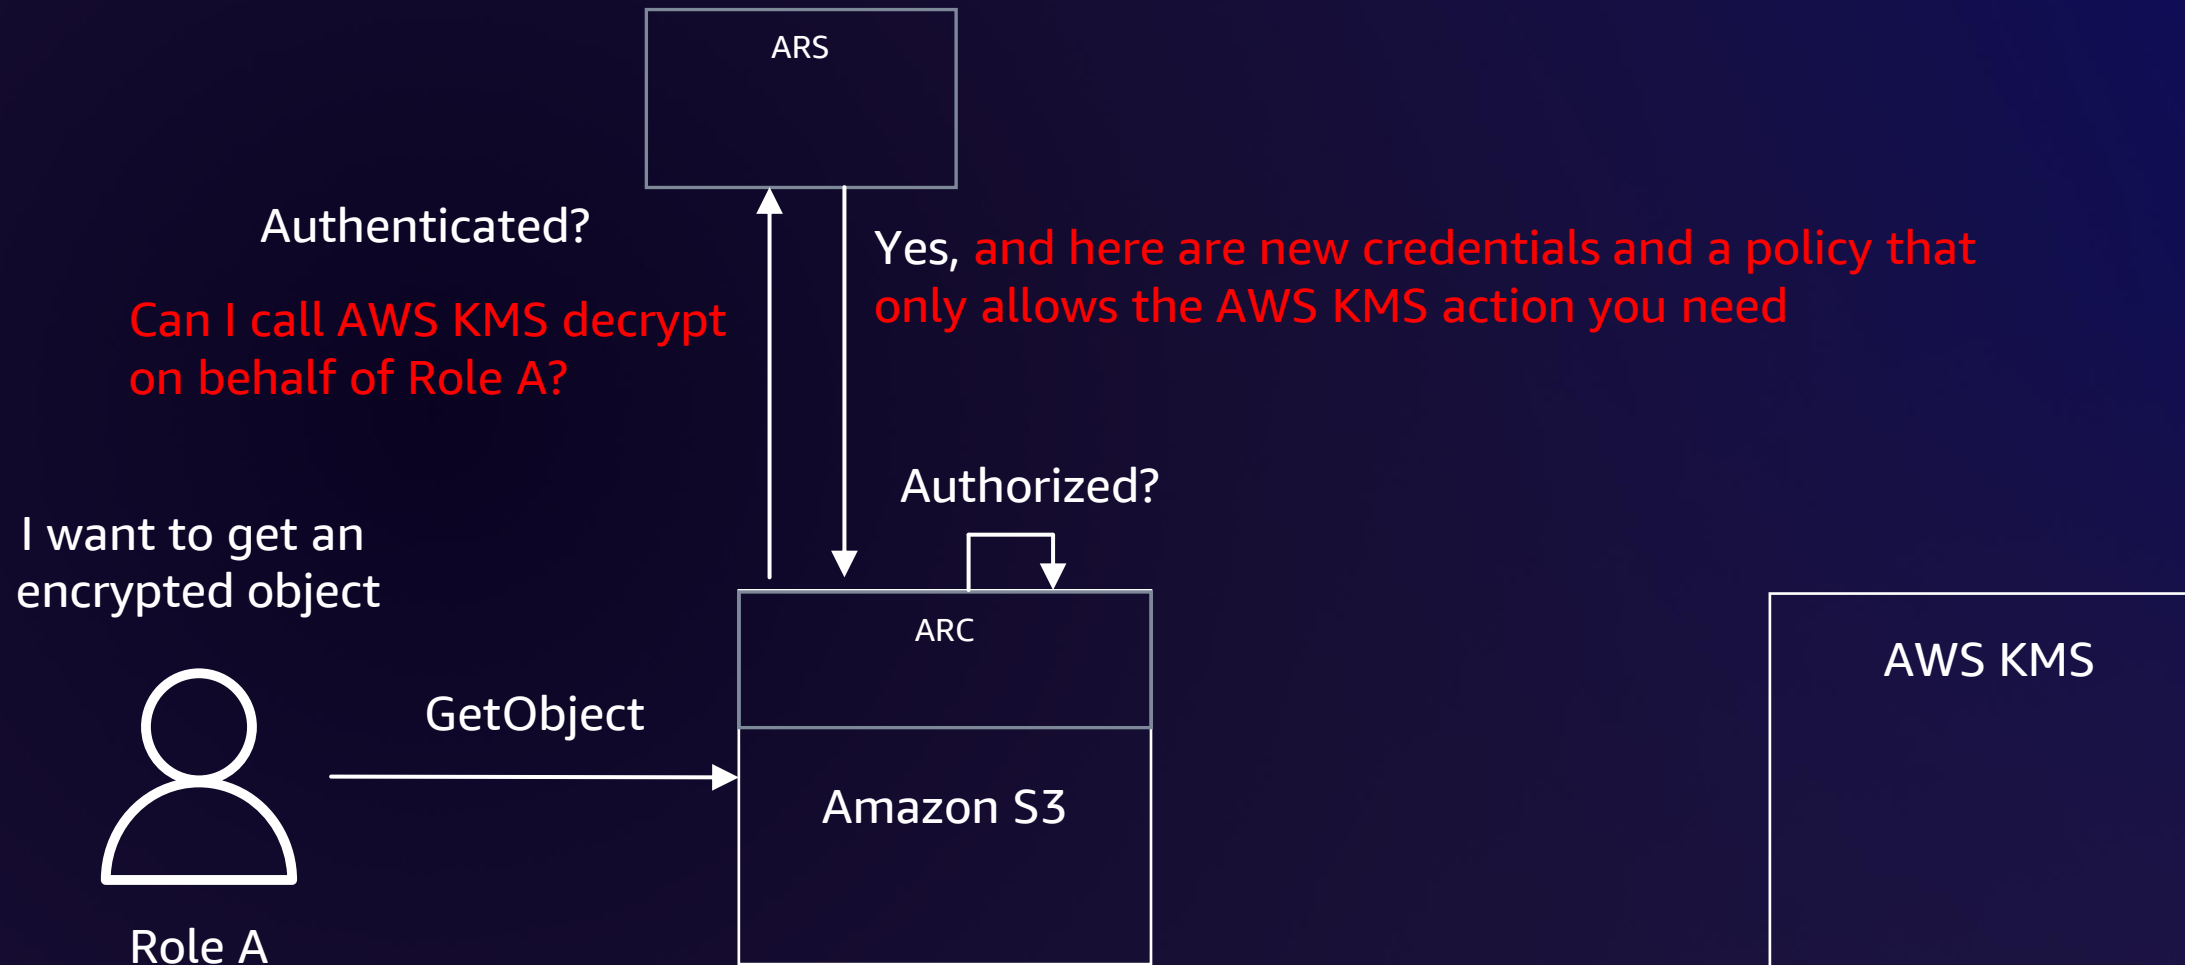 ARS
Authenticated?
Can I call AWS KMS decrypt
on behalf of Role A?
Yes, and here are new credentials and a policy that
only allows the AWS KMS action you need
Authorized?
I want to get an
encrypted object
ARC
GetObject
Amazon S3
AWS KMS
Role A